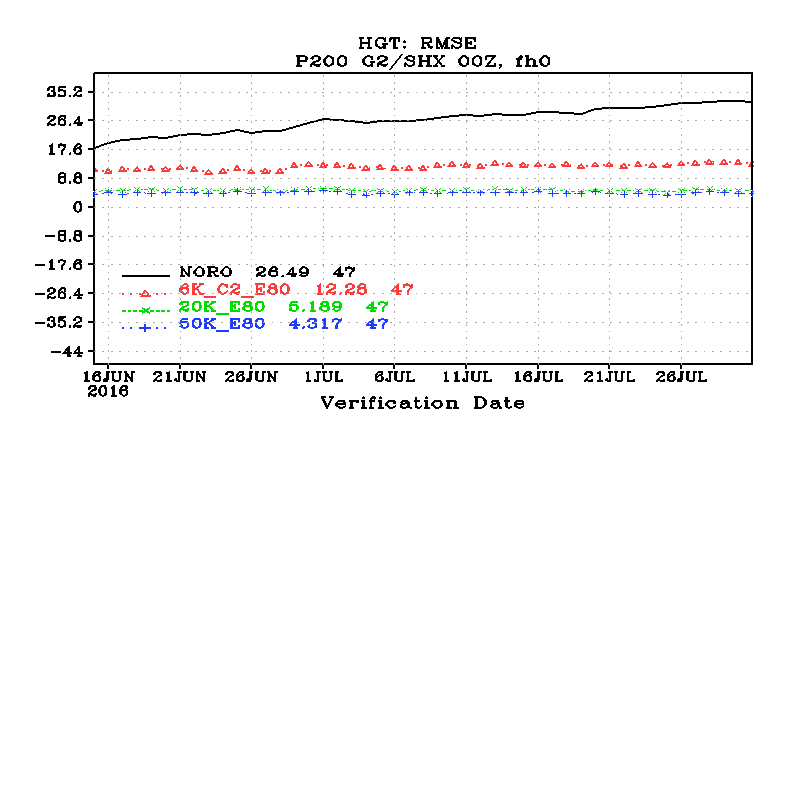 HGT: RMSE
P200 G2/SHX 00Z, fh0
35.2
26.4
17.6
8.8
0
-8.8
-17.6
-26.4
-35.2
-44
NORO 26.49 47
6K_C2_E80 12.28 47
20K_E80 5.189 47
50K_E80 4.317 47
16JUN 21JUN 26JUN 1JUL 6JUL 11JUL 16JUL 21JUL 26JUL
2016
Verification Date